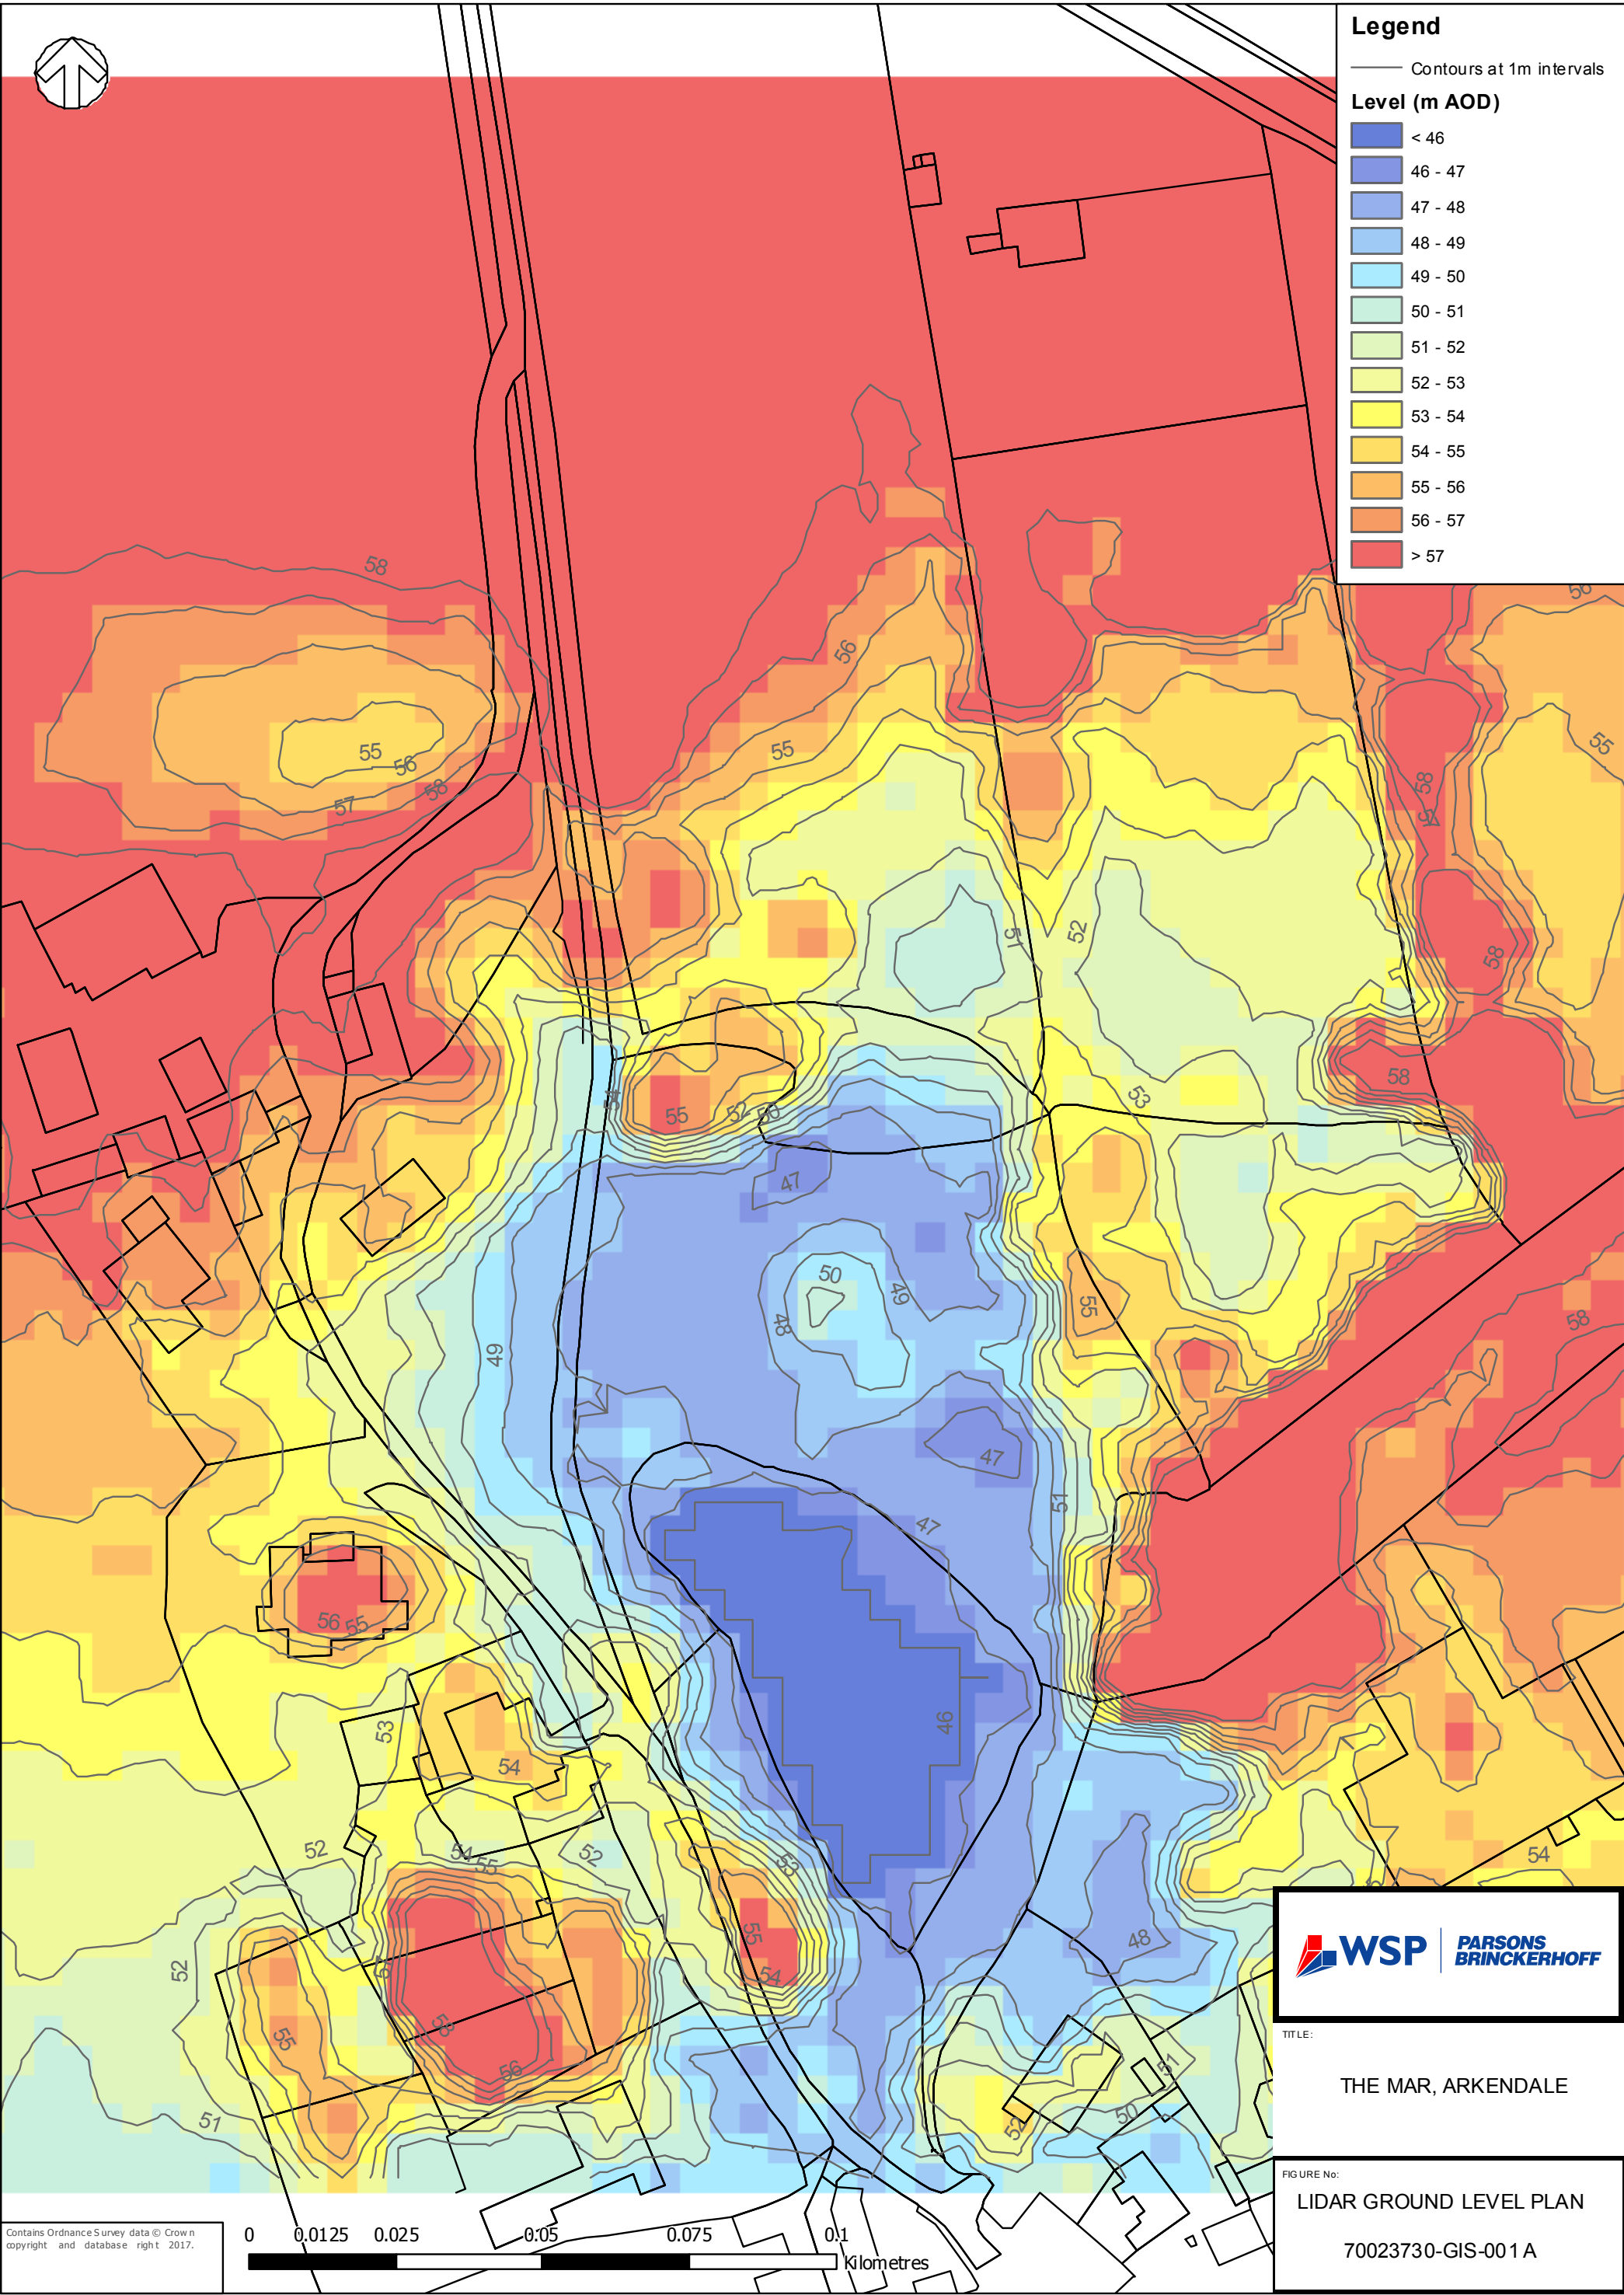 Legend
Contours at 1m intervals
Level (m AOD)
< 46
46 - 47
47 - 48
48 - 49
49 - 50
50 - 51
51 - 52
52 - 53
53 - 54
54 - 55
55 - 56
56 - 57
> 57
58
56
56
55
55
55
56
58
57
58
57
51
52
58
58
53
54
55
52
50
47
50
49
48
55
58
49
47
51
47
56
55
46
53
54
54
52
54
55
52
53
52
55
54
48
55
58
56
51
51
50
52
WSP
PARSONS
BRINCKERHOFF
TITLE:
THE MAR, ARKENDALE
FIGURE No:
LIDAR GROUND LEVEL PLAN
70023730-GIS-001 A
Contains Ordnance Survey data © Crown
copyright and database right 2017.
0 0.0125 0.025 0.05 0.075 0.1
Kilometres